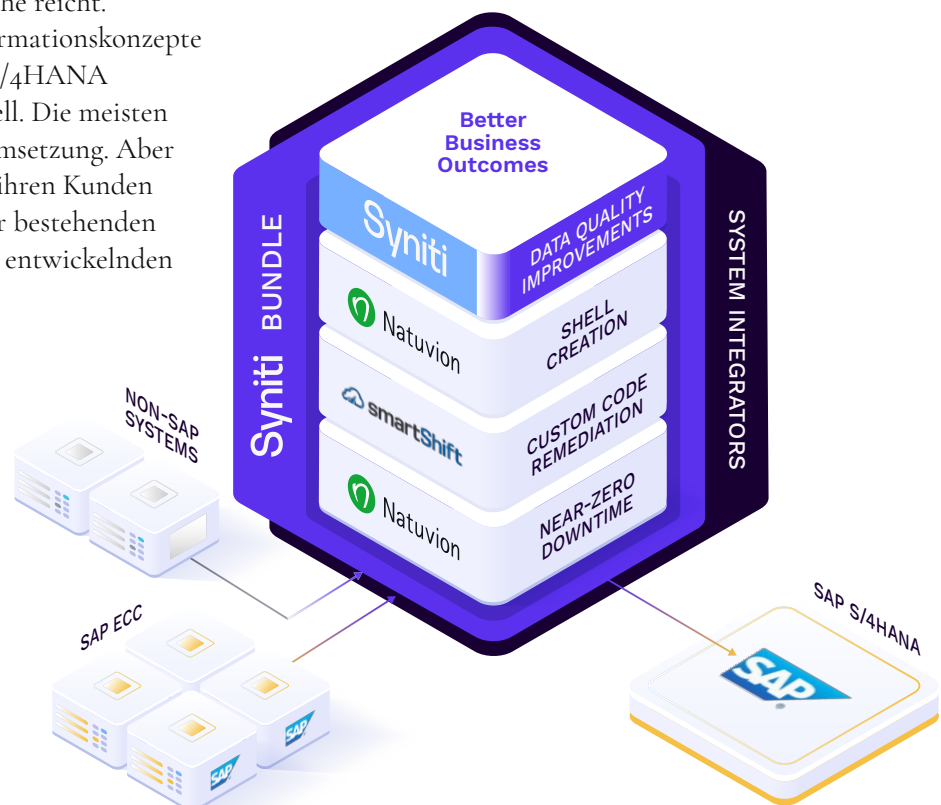 he reicht.
rmationskonzepte
/4HANA
ell. Die meisten
msetzung. Aber
ihren Kunden
r bestehenden
entwickelnden
Better
Business
Outcomes
Syniti
DATA QUALITY
IMPROVEMENTS
Natuvion
SHELL
CREATION
smartShift
CUSTOM CODE
REMEDIATION
Natuvion
NEAR-ZERO
DOWNTIME
Syniti BUNDLE
SYSTEM INTEGRATORS
NON-SAP
SYSTEMS
SAP ECC
SAP
SAP
SAP S/4HANA
SAP